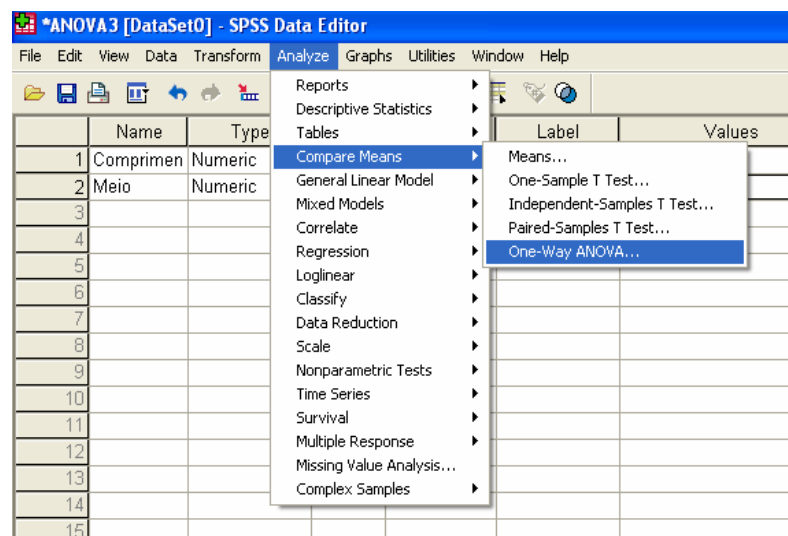 *ANOVA3 [DataSet0] - SPSS Data Editor
File Edit View Data Transform Analyze Graphs Utilities Window Help
Name Type Label Values
1 Comprimen Numeric
2 Meio Numeric
3
4
5
6
7
8
9
10
11
12
13
14
15
Reports
Descriptive Statistics
Tables
Compare Means
General Linear Model
Mixed Models
Correlate
Regression
Loglinear
Classify
Data Reduction
Scale
Nonparametric Tests
Time Series
Survival
Multiple Response
Missing Value Analysis...
Complex Samples
Means...
One-Sample T Test...
Independent-Samples T Test...
Paired-Samples T Test...
One-Way ANOVA...